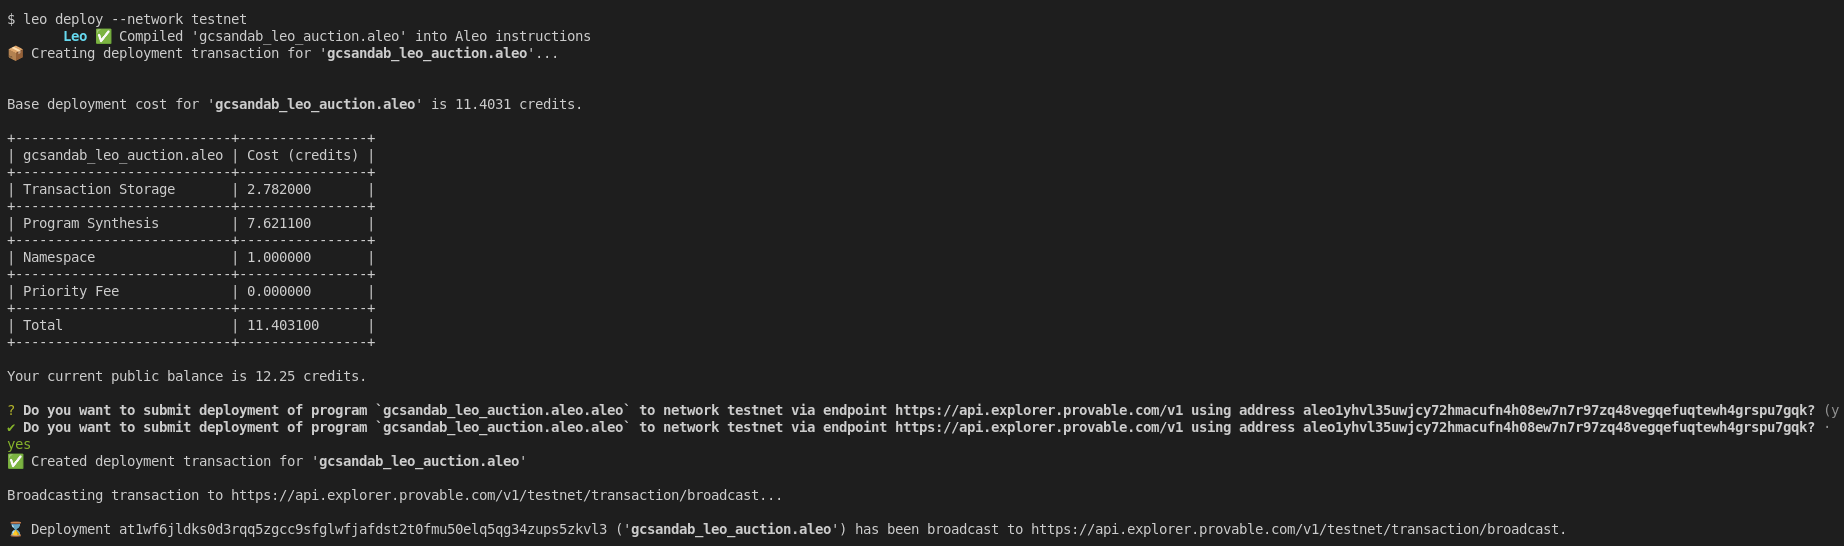 $ leo deploy --network testnet
Leo ✅ Compiled 'gcsandab_leo_auction.aleo' into Aleo instructions
📦 Creating deployment transaction for 'gcsandab_leo_auction.aleo'...
Base deployment cost for 'gcsandab_leo_auction.aleo' is 11.4031 credits.
+---------------------------+----------------+
| gcsandab_leo_auction.aleo | Cost (credits) |
+---------------------------+----------------+
| Transaction Storage       | 2.782000       |
+---------------------------+----------------+
| Program Synthesis         | 7.621100       |
+---------------------------+----------------+
| Namespace                 | 1.000000       |
+---------------------------+----------------+
| Priority Fee              | 0.000000       |
+---------------------------+----------------+
| Total                     | 11.403100      |
+---------------------------+----------------+
Your current public balance is 12.25 credits.
? Do you want to submit deployment of program `gcsandab_leo_auction.aleo.aleo` to network testnet via endpoint https://api.explorer.provable.com/v1 using address aleo1yhvl35uwjcy72hmacufn4h08ew7n7r97zq48vegqefuqtewh4grspu7gqk? (y
✔ Do you want to submit deployment of program `gcsandab_leo_auction.aleo.aleo` to network testnet via endpoint https://api.explorer.provable.com/v1 using address aleo1yhvl35uwjcy72hmacufn4h08ew7n7r97zq48vegqefuqtewh4grspu7gqk? ·
yes
✅ Created deployment transaction for 'gcsandab_leo_auction.aleo'
Broadcasting transaction to https://api.explorer.provable.com/v1/testnet/transaction/broadcast...
⌛ Deployment at1wf6jldks0d3rqq5zgcc9sfglwfjafdst2t0fmu50elq5qg34zups5zkvl3 ('gcsandab_leo_auction.aleo') has been broadcast to https://api.explorer.provable.com/v1/testnet/transaction/broadcast.